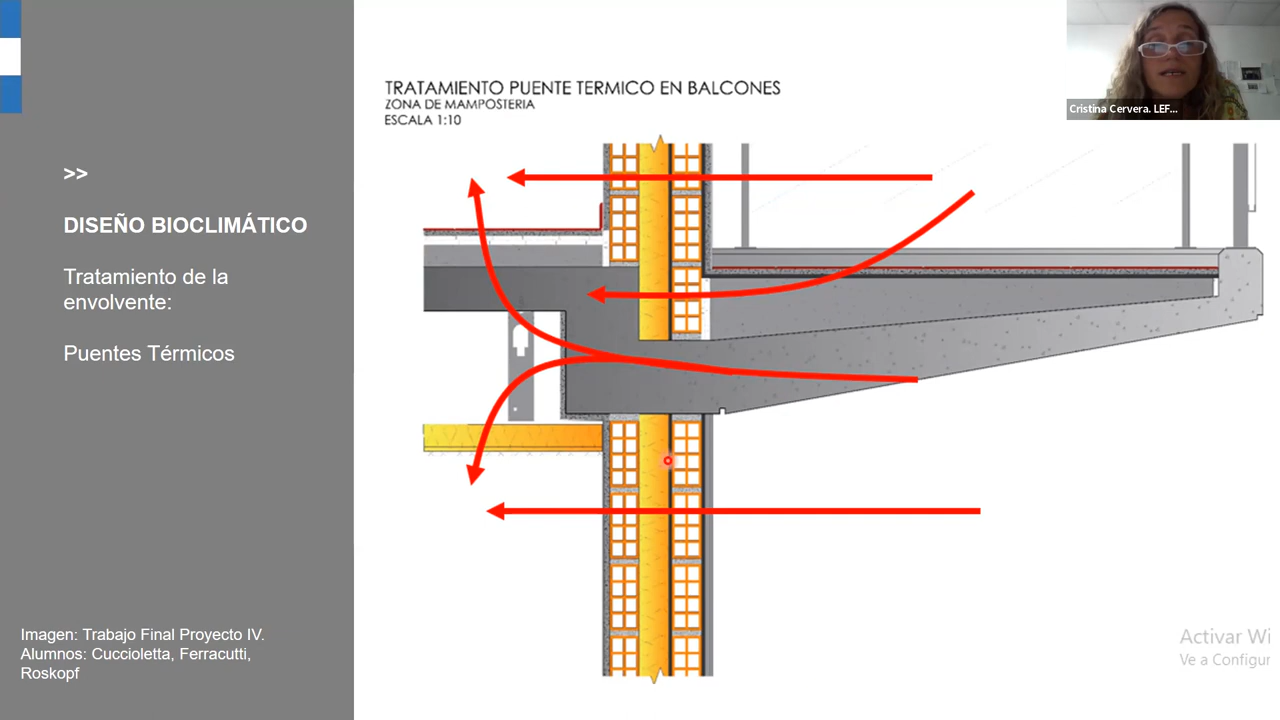 >>
DISEÑO BIOCLIMÁTICO
Tratamiento de la
envolvente:
Puentes Térmicos
Imagen: Trabajo Final Proyecto IV.
Alumnos: Cuccioletta, Ferracutti,
Roskopf
TRATAMIENTO PUENTE TERMICO EN BALCONES
ZONA DE MAMPOSTERIA
ESCALA 1:10
Cristina Cervera. LEF...
Activar Wi
Ve a Configur